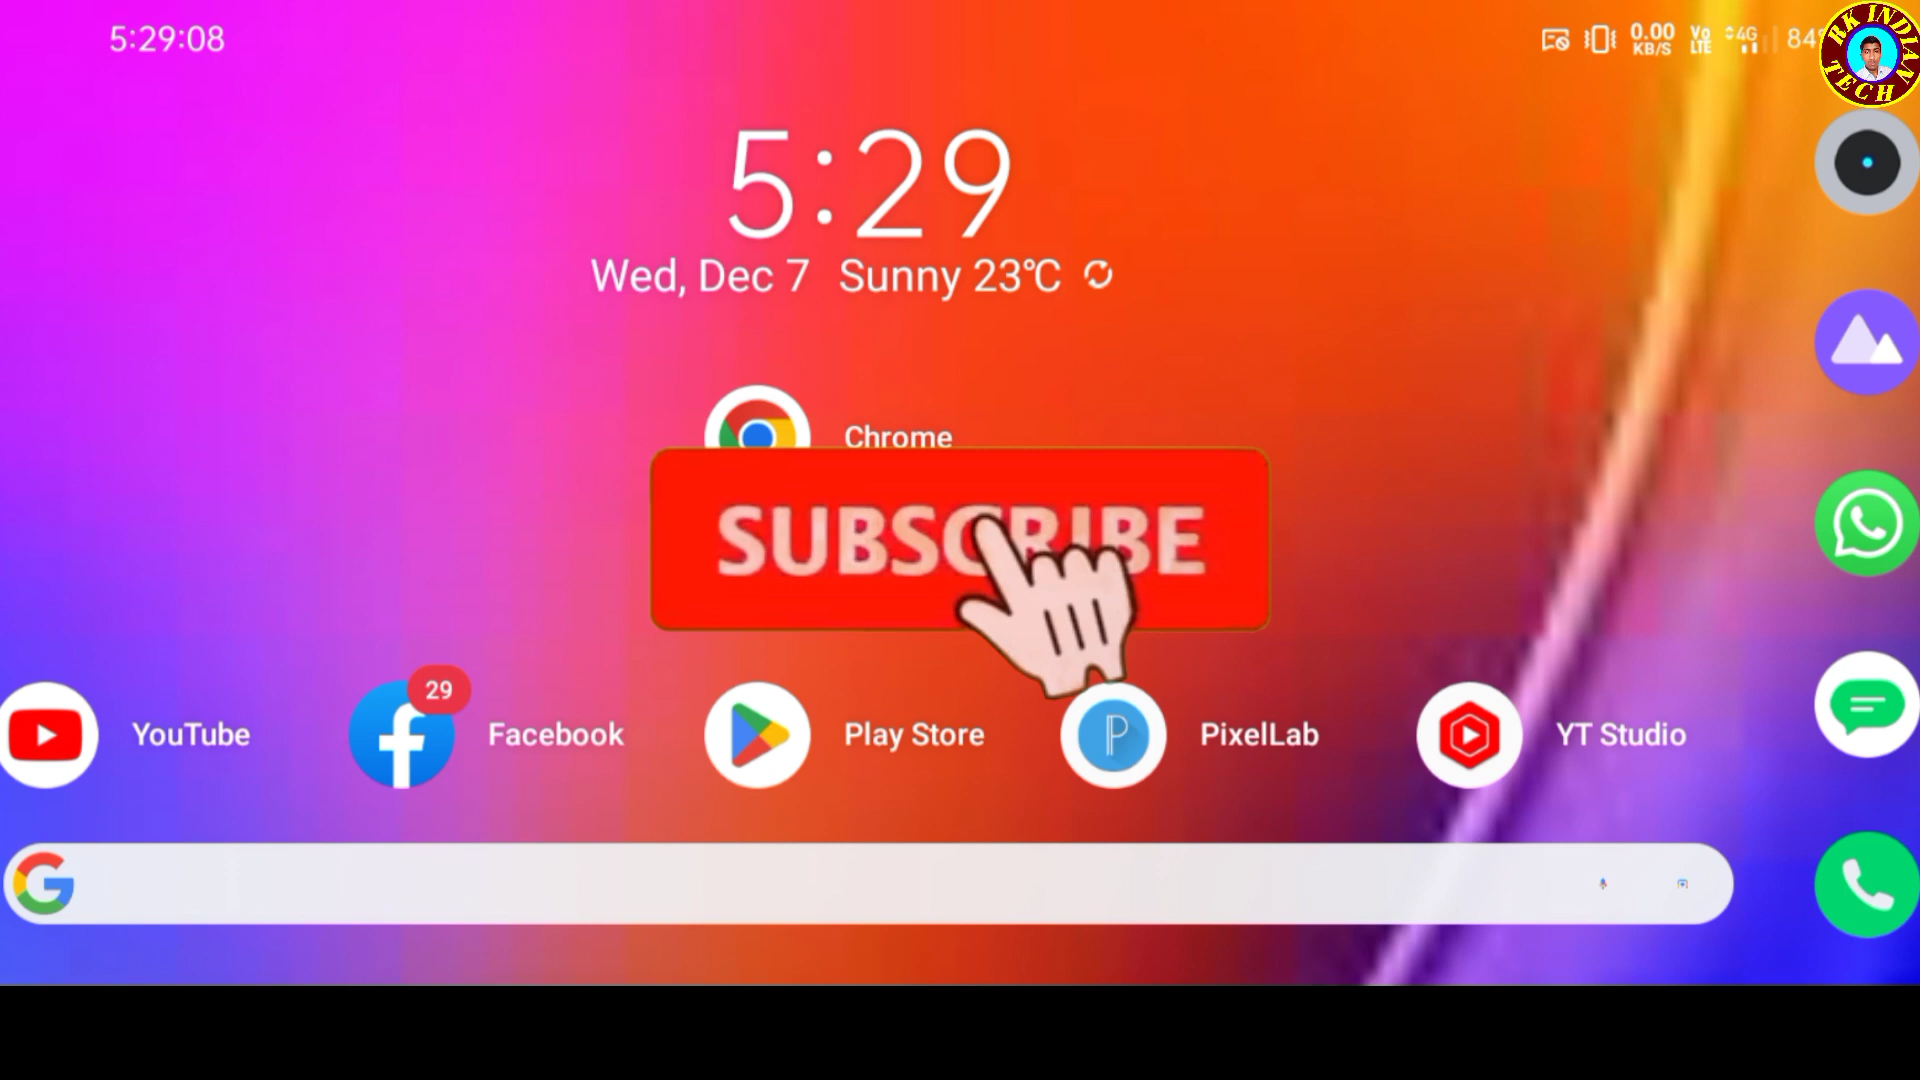 5:29:08
0.00
KB/S
Vo
LTE
4G
84
RK INDIAN
TECH
5:29
Wed, Dec 7 Sunny 23°C
Chrome
SUBSCRIBE
29
YouTube
Facebook
Play Store
PixelLab
YT Studio